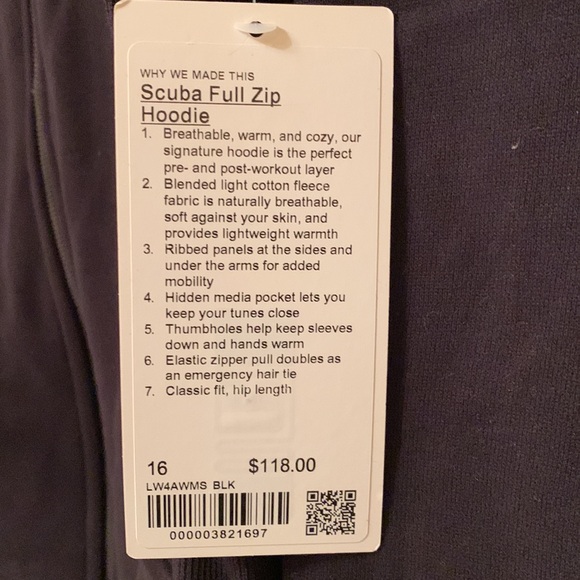 WHY WE MADE THIS
Scuba Full Zip
Hoodie
1. Breathable, warm, and cozy, our
signature hoodie is the perfect
pre- and post-workout layer
2. Blended light cotton fleece
fabric is naturally breathable,
soft against your skin, and
provides lightweight warmth
3. Ribbed panels at the sides and
under the arms for added
mobility
4. Hidden media pocket lets you
keep your tunes close
5. Thumbholes help keep sleeves
down and hands warm
6. Elastic zipper pull doubles as
an emergency hair tie
7. Classic fit, hip length
16 $118.00
LW4AWMS BLK
000003821697